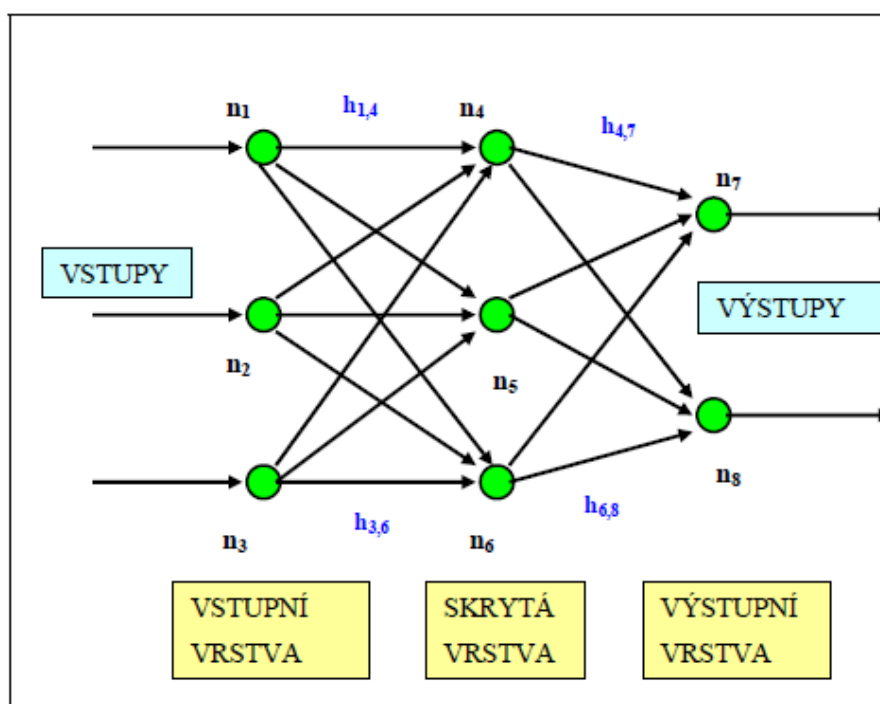 n1
h1,4
n4
h4,7
n7
VSTUPY
VÝSTUPY
n2
n5
n8
n3
h3,6
n6
h6,8
VSTUPNÍ
VRSTVA
SKRYTÁ
VRSTVA
VÝSTUPNÍ
VRSTVA